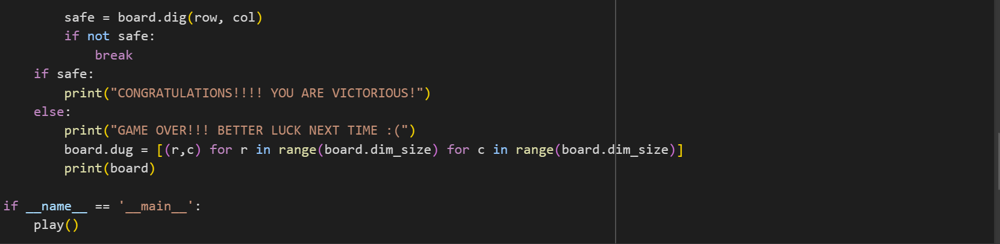 safe = board.dig(row, col)
        if not safe:
            break
    if safe:
        print("CONGRATULATIONS!!!! YOU ARE VICTORIOUS!")
    else:
        print("GAME OVER!!! BETTER LUCK NEXT TIME :(")
        board.dug = [(r,c) for r in range(board.dim_size) for c in range(board.dim_size)]
        print(board)

if __name__ == '__main__':
    play()